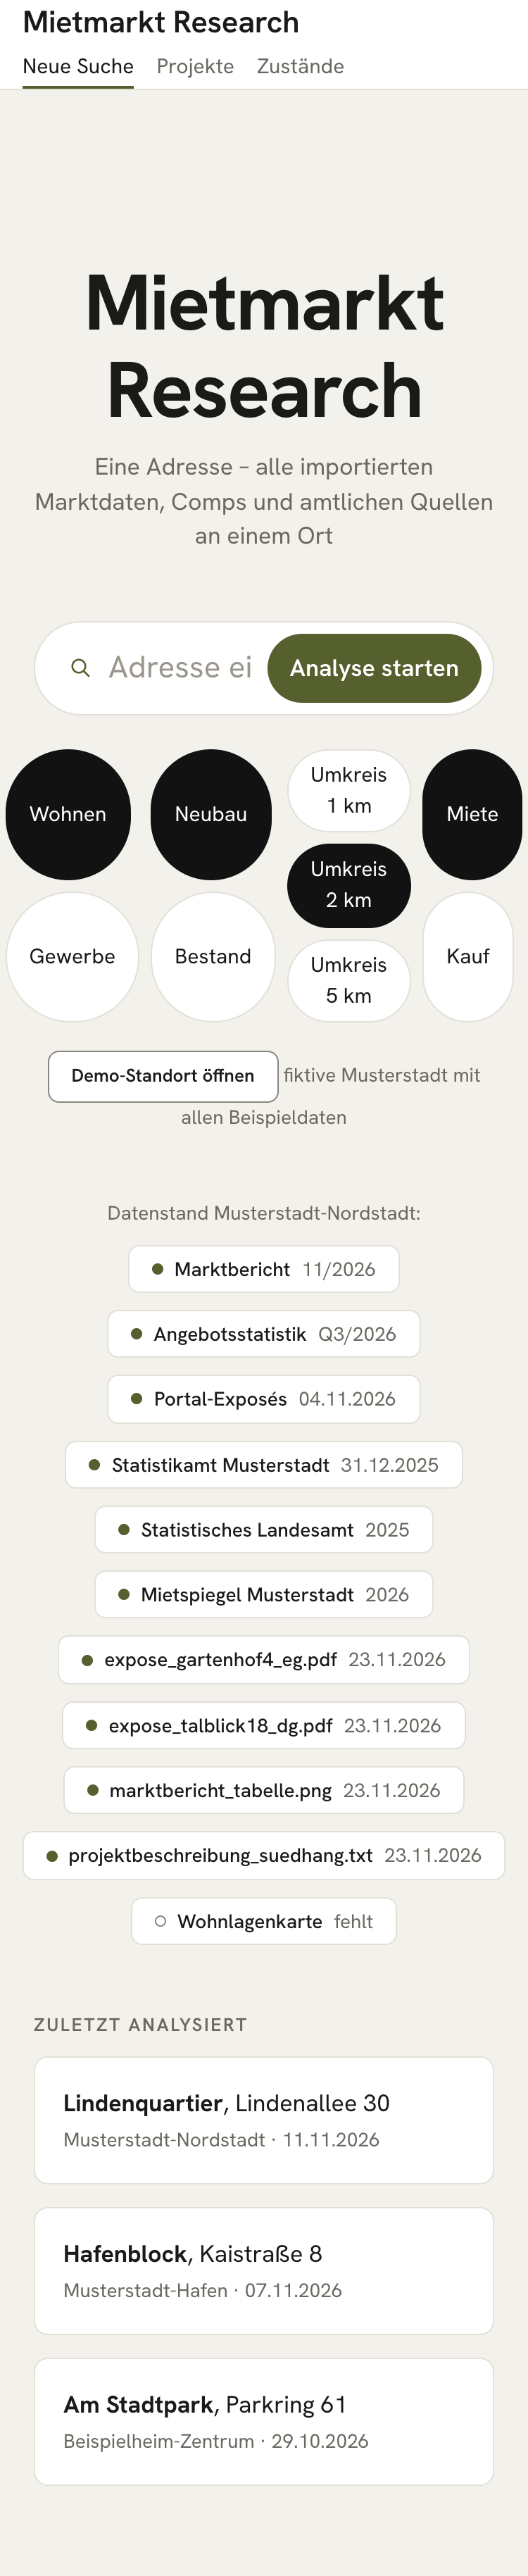 Mietmarkt Research
Neue Suche Projekte Zustände
Mietmarkt
Research
Eine Adresse – alle importierten
Marktdaten, Comps und amtlichen Quellen
an einem Ort
Adresse ei Analyse starten
Wohnen
Gewerbe
Neubau
Bestand
Umkreis
1 km
Umkreis
2 km
Umkreis
5 km
Miete
Kauf
Demo-Standort öffnen fiktive Musterstadt mit
allen Beispieldaten
Datenstand Musterstadt-Nordstadt:
Marktbericht 11/2026
Angebotsstatistik Q3/2026
Portal-Exposés 04.11.2026
Statistikamt Musterstadt 31.12.2025
Statistisches Landesamt 2025
Mietspiegel Musterstadt 2026
expose_gartenhof4_eg.pdf 23.11.2026
expose_talblick18_dg.pdf 23.11.2026
marktbericht_tabelle.png 23.11.2026
projektbeschreibung_suedhang.txt 23.11.2026
Wohnlagenkarte fehlt
ZULETZT ANALYSIERT
Lindenquartier, Lindenallee 30
Musterstadt-Nordstadt · 11.11.2026
Hafenblock, Kaistraße 8
Musterstadt-Hafen · 07.11.2026
Am Stadtpark, Parkring 61
Beispielheim-Zentrum · 29.10.2026